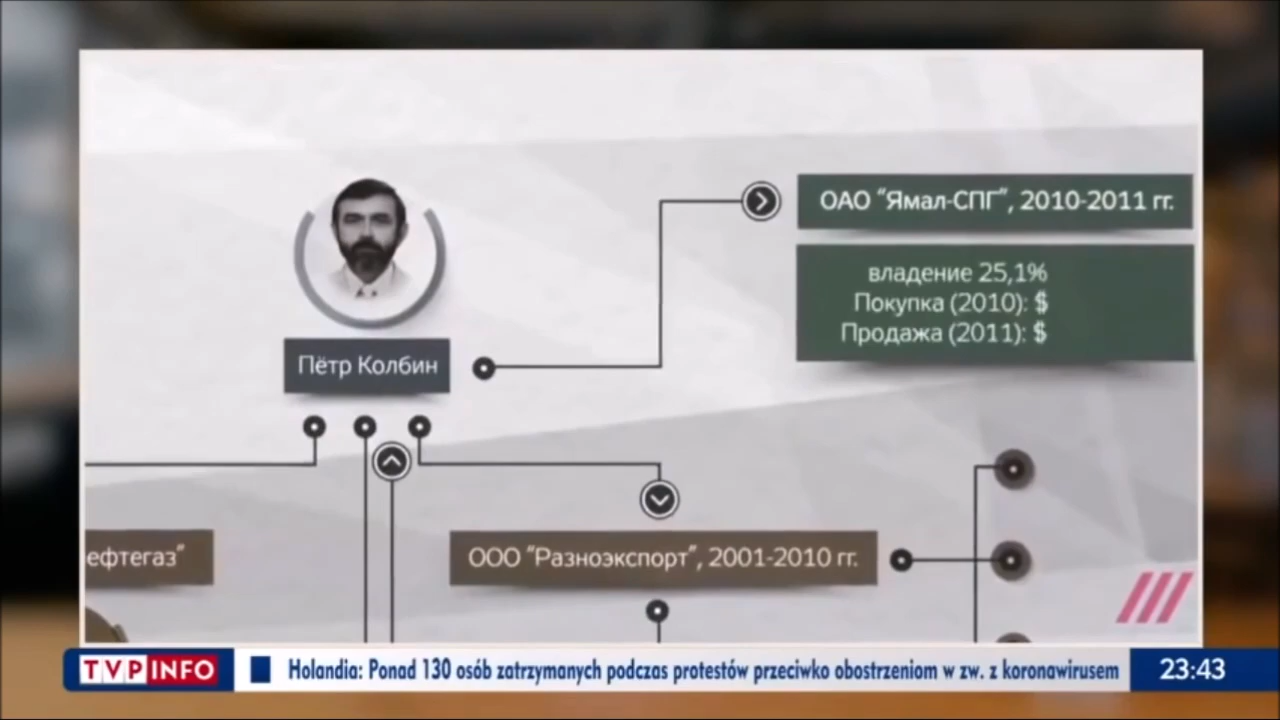 ОАО "Ямал-СПГ", 2010-2011 гг.
владение 25,1%
Покупка (2010): $
Продажа (2011): $
Пётр Колбин
ефтегаз"
ООО "Разноэкспорт", 2001-2010 гг.
TVP INFO
Holandia: Ponad 130 osób zatrzymanych podczas protestów przeciwko obostrzeniom w zw. z koronawirusem
23:43